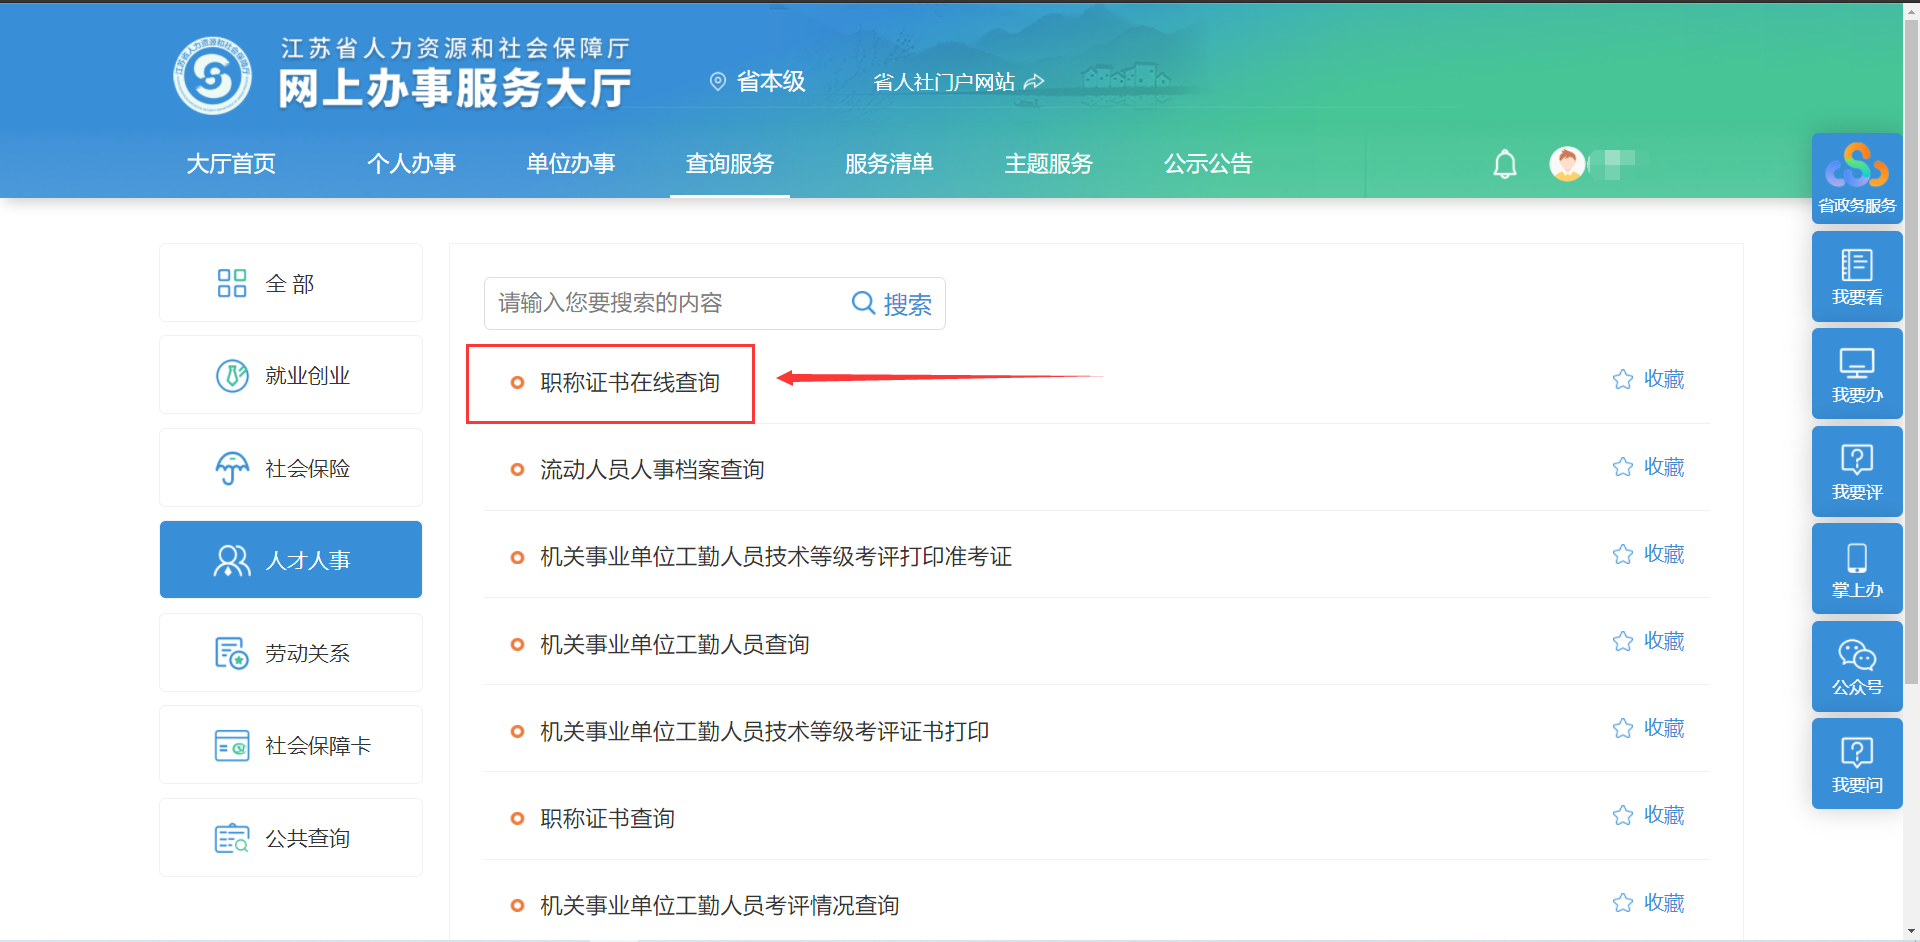 江苏省人力资源和社会保障厅
网上办事服务大厅
省本级
省人社门户网站
大厅首页
个人办事
单位办事
查询服务
服务清单
主题服务
公示公告
全 部
就业创业
社会保险
人才人事
劳动关系
社会保障卡
公共查询
请输入您要搜索的内容
搜索
职称证书在线查询
收藏
流动人员人事档案查询
收藏
机关事业单位工勤人员技术等级考评打印准考证
收藏
机关事业单位工勤人员查询
收藏
机关事业单位工勤人员技术等级考评证书打印
收藏
职称证书查询
收藏
机关事业单位工勤人员考评情况查询
收藏
省政务服务
我要看
我要办
我要评
掌上办
公众号
我要问